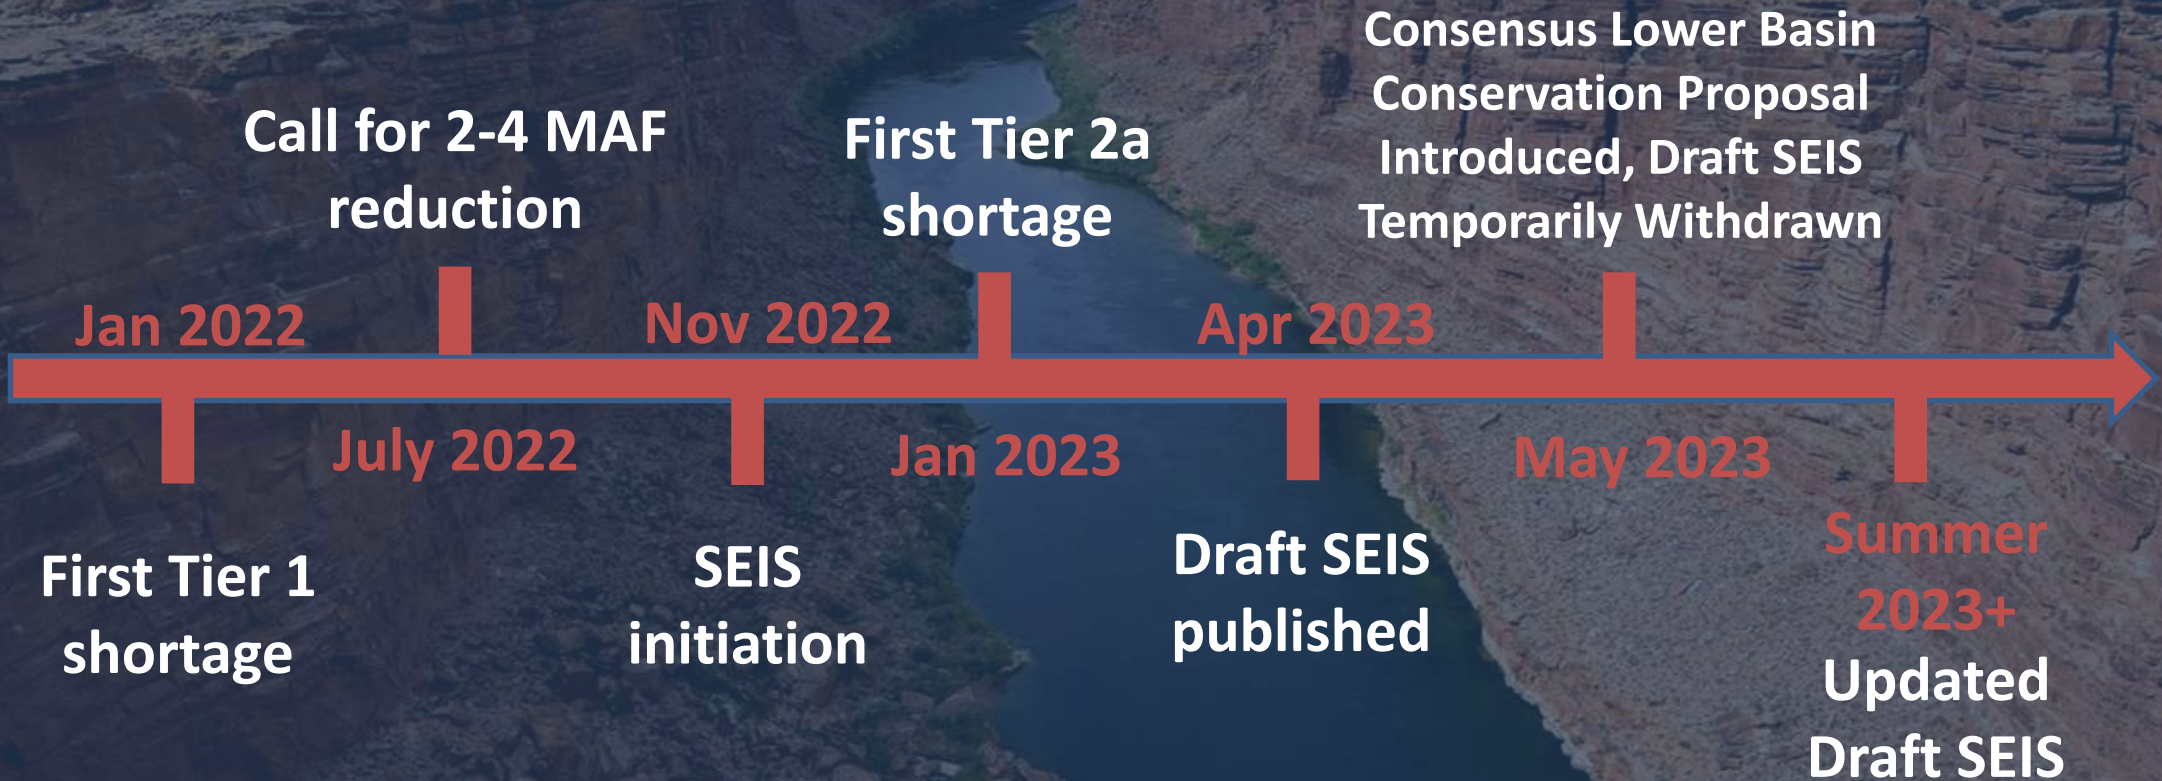 Jan 2022
First Tier 1
shortage
Call for 2-4 MAF
reduction
July 2022
Nov 2022
SEIS
initiation
First Tier 2a
shortage
Jan 2023
Apr 2023
Draft SEIS
published
Consensus Lower Basin
Conservation Proposal
Introduced, Draft SEIS
Temporarily Withdrawn
May 2023
Summer
2023+
Updated
Draft SEIS